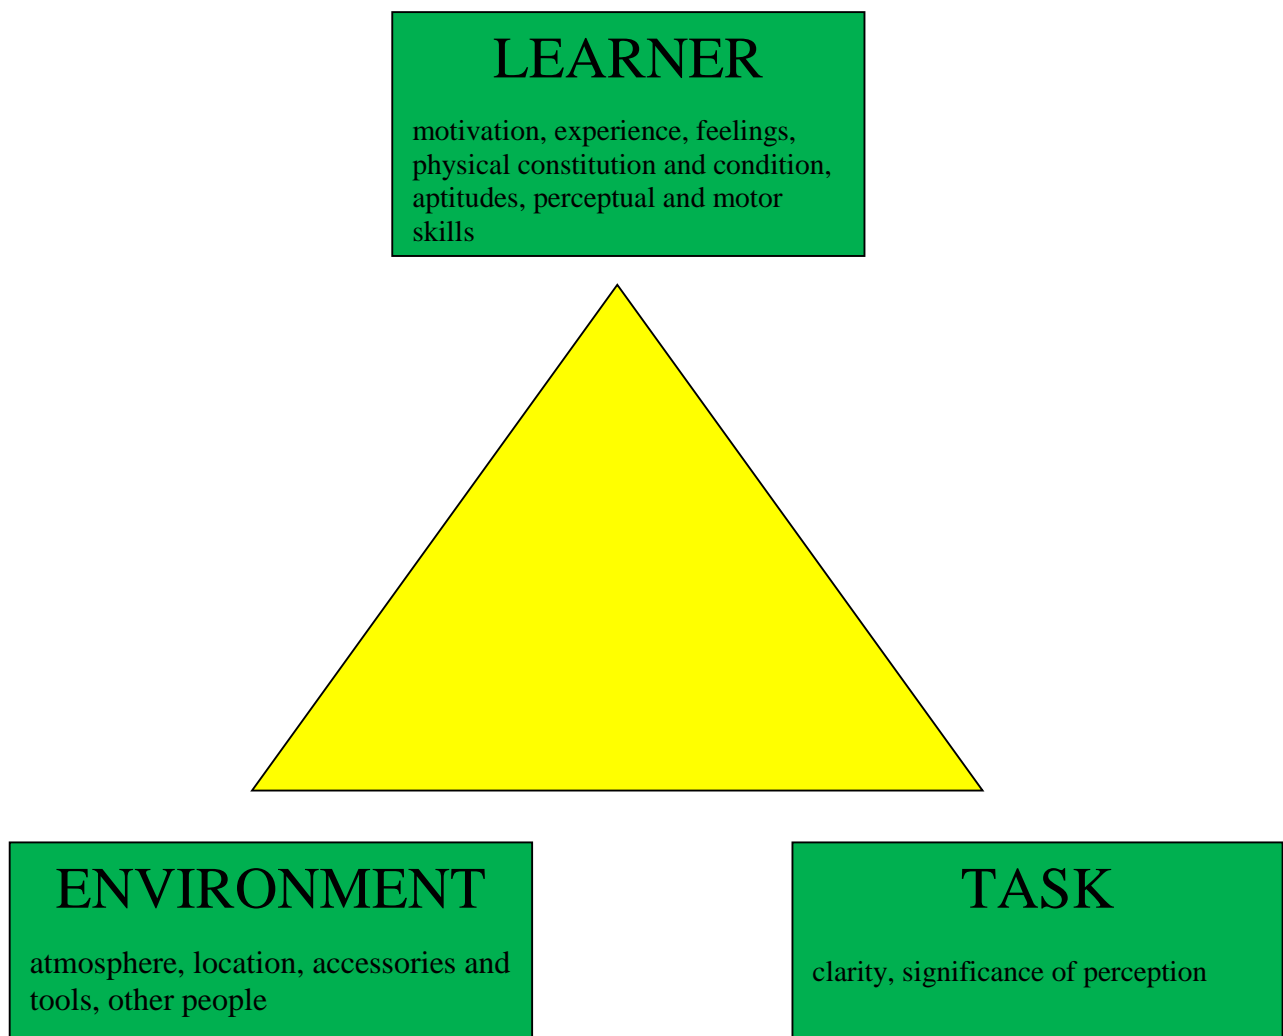 LEARNER
motivation, experience, feelings,
physical constitution and condition,
aptitudes, perceptual and motor
skills
ENVIRONMENT
atmosphere, location, accessories and
tools, other people
TASK
clarity, significance of perception